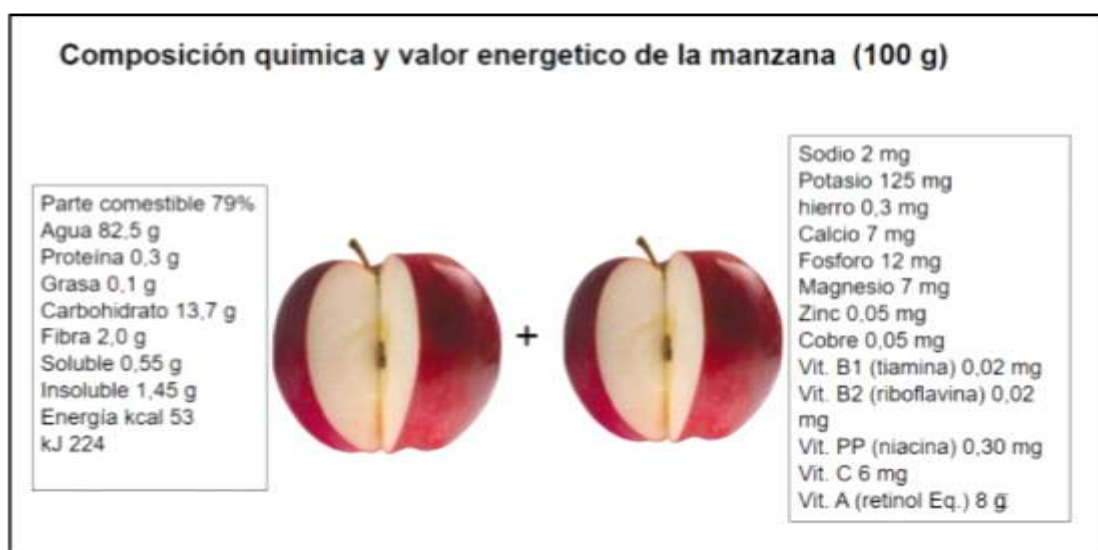 Composición quimica y valor energetico de la manzana (100 g)
Parte comestible 79%
Agua 82,5 g
Proteína 0,3 g
Grasa 0,1 g
Carbohidrato 13,7 g
Fibra 2,0 g
Soluble 0,55 g
Insoluble 1,45 g
Energía kcal 53
kJ 224
+
Sodio 2 mg
Potasio 125 mg
hierro 0,3 mg
Calcio 7 mg
Fosforo 12 mg
Magnesio 7 mg
Zinc 0,05 mg
Cobre 0,05 mg
Vit. B1 (tiamina) 0,02 mg
Vit. B2 (riboflavina) 0,02
mg
Vit. PP (niacina) 0,30 mg
Vit. C 6 mg
Vit. A (retinol Eq.) 8 g